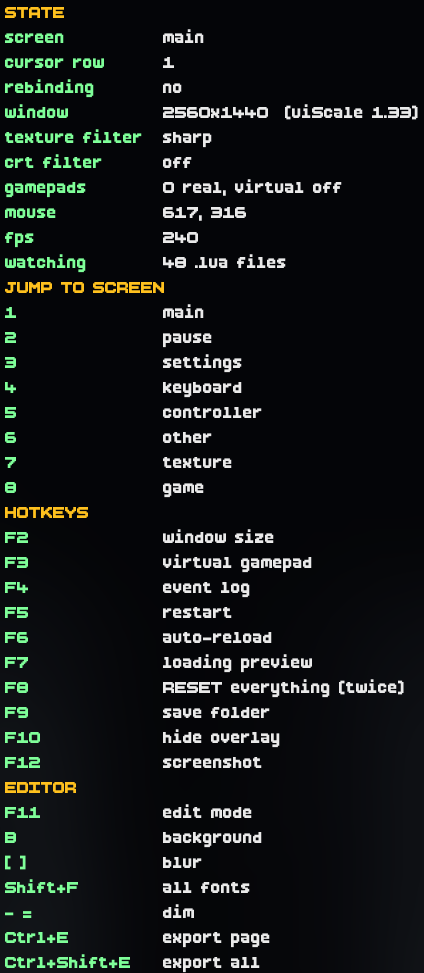 STATE
screen main
cursor row 1
rebinding no
window 2560x1440 (uiScale 1.33)
texture filter sharp
crt filter off
gamepads 0 real, virtual off
mouse 617, 316
fps 240
watching 48 .lua files
JUMP TO SCREEN
1 main
2 pause
3 settings
4 keyboard
5 controller
6 other
7 texture
8 game
HOTKEYS
F2 window size
F3 virtual gamepad
F4 event log
F5 restart
F6 auto-reload
F7 loading preview
F8 RESET everything (twice)
F9 save folder
F10 hide overlay
F12 screenshot
EDITOR
F11 edit mode
B background
[ ] blur
Shift+F all fonts
- = dim
Ctrl+E export page
Ctrl+Shift+E export all